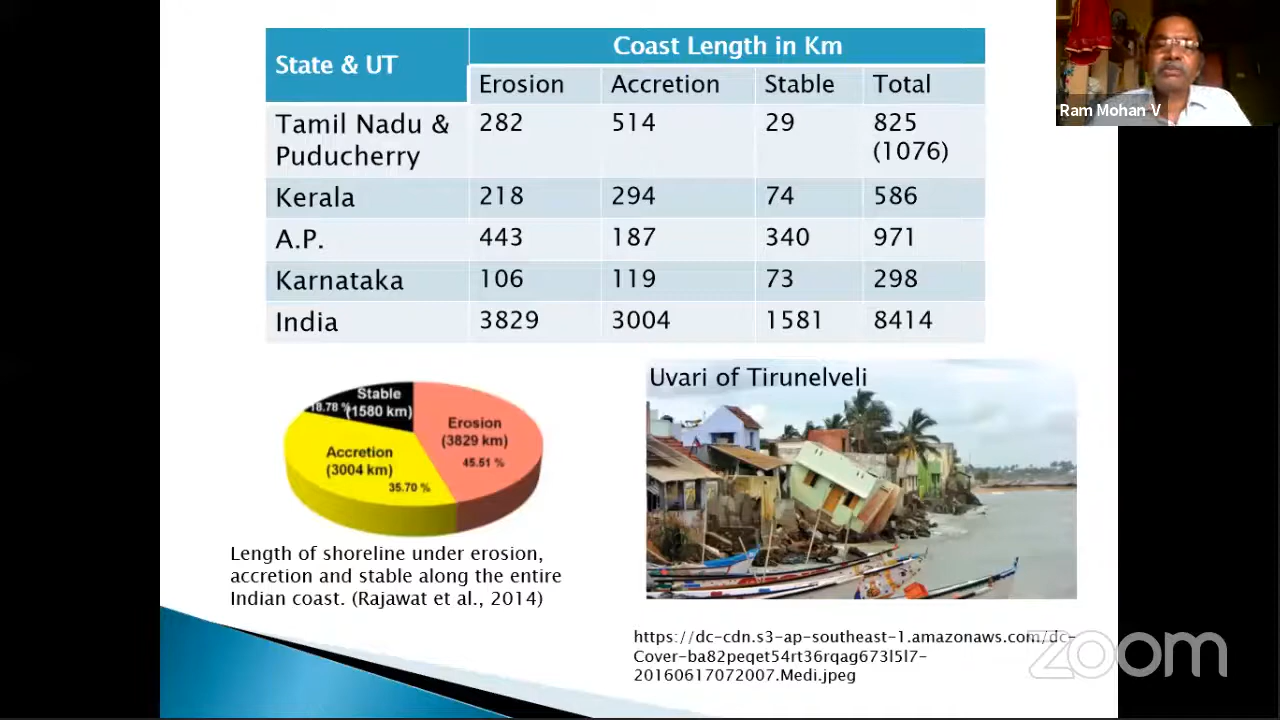 State & UT
Coast Length in Km
Erosion Accretion Stable Total
Tamil Nadu & Puducherry 282 514 29 825 (1076)
Kerala 218 294 74 586
A.P. 443 187 340 971
Karnataka 106 119 73 298
India 3829 3004 1581 8414
Stable
(1580 km)
18.78 %
Erosion
(3829 km)
45.51 %
Accretion
(3004 km)
35.70 %
Length of shoreline under erosion,
accretion and stable along the entire
Indian coast. (Rajawat et al., 2014)
Uvari of Tirunelveli
https://dc-cdn.s3-ap-southeast-1.amazonaws.com/dc-
Cover-ba82peqet54rt36rqag673l5l7-
20160617072007.Medi.jpeg
Ram Mohan V
zoom